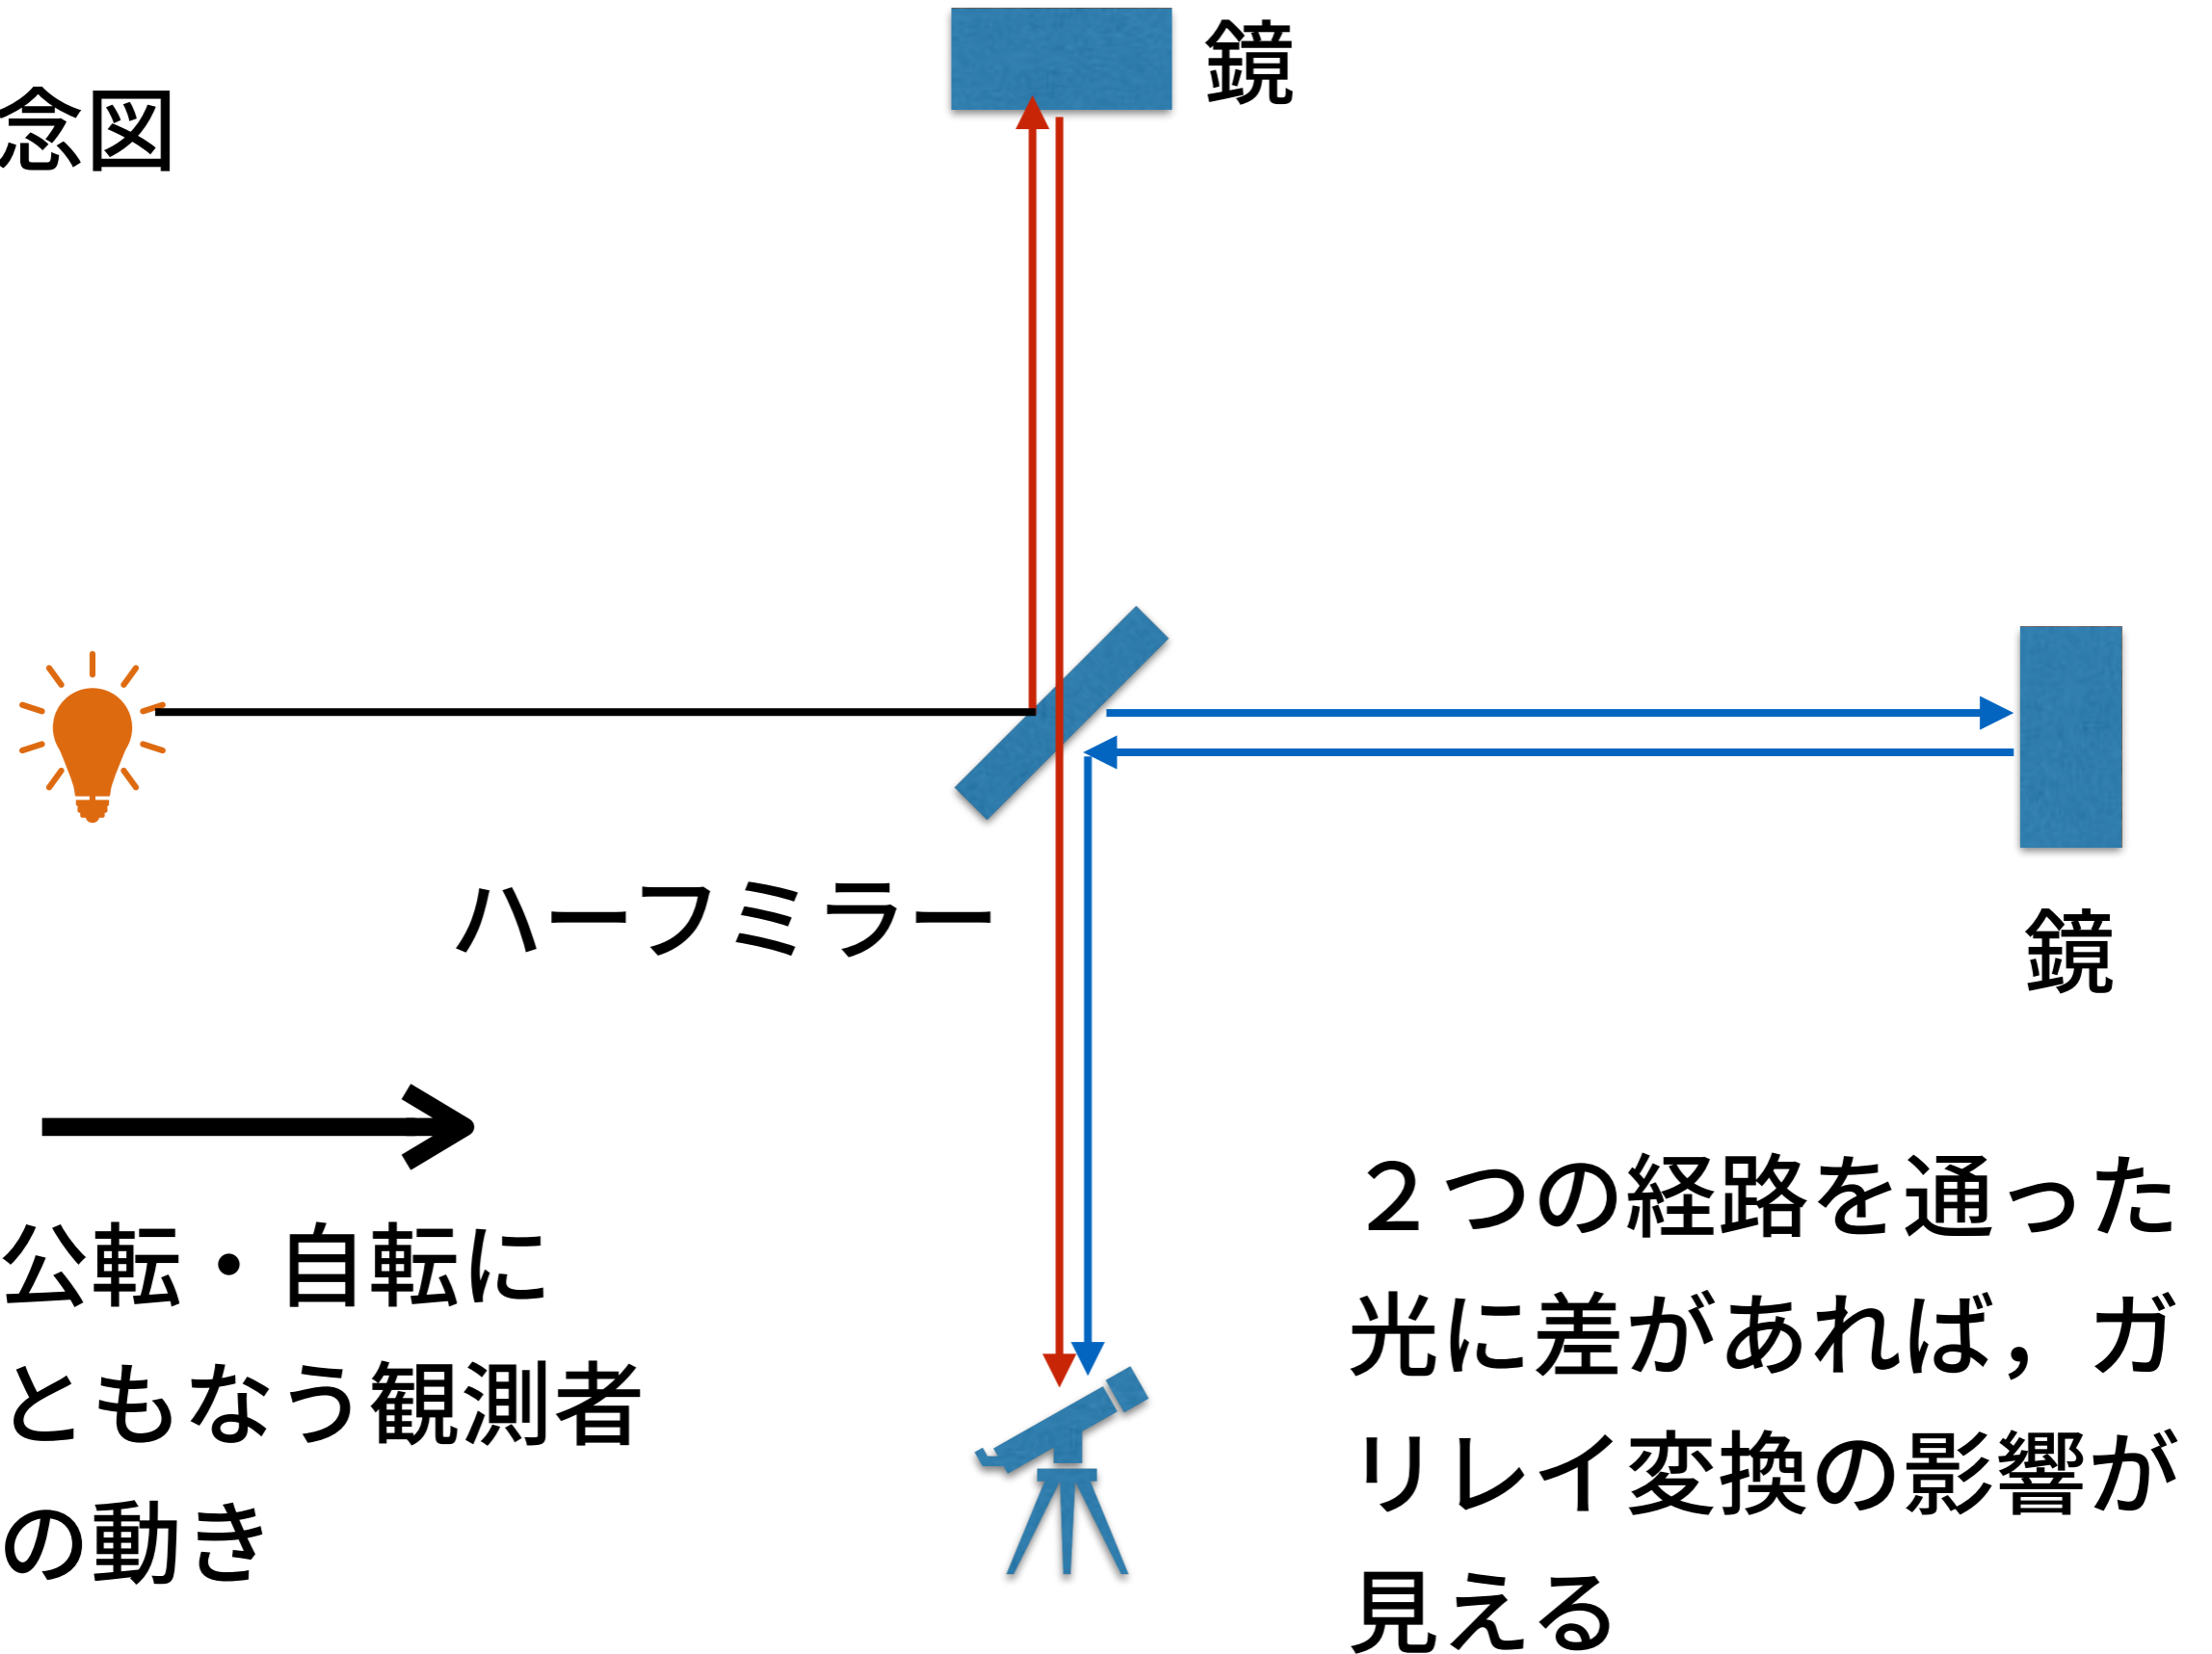 鏡
念図
ハーフミラー
鏡
公転・自転に
ともなう観測者
の動き
２つの経路を通った
光に差があれば，ガ
リレイ変換の影響が
見える